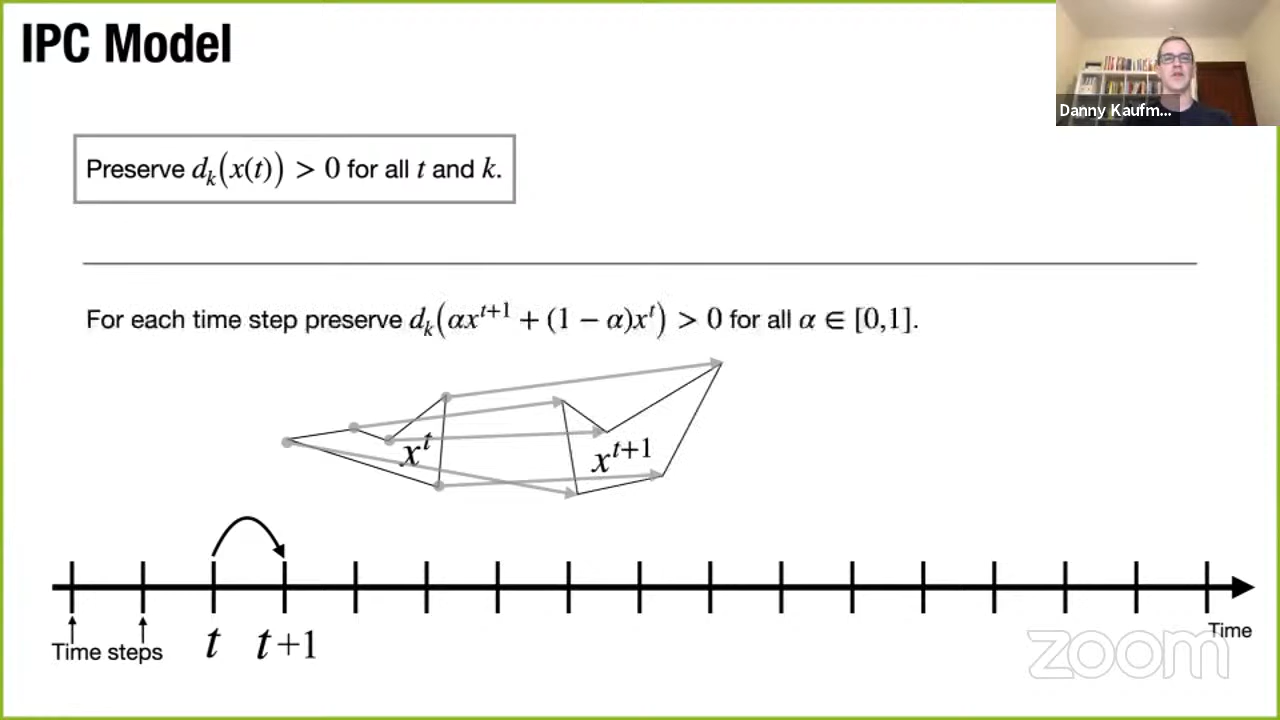 IPC Model
Danny Kaufm...
Preserve d_k(x(t)) > 0 for all t and k.
For each time step preserve d_k(αx^{t+1} + (1 − α)x^t) > 0 for all α ∈ [0,1].
x^t
x^{t+1}
Time steps
t
t+1
Time
zoom